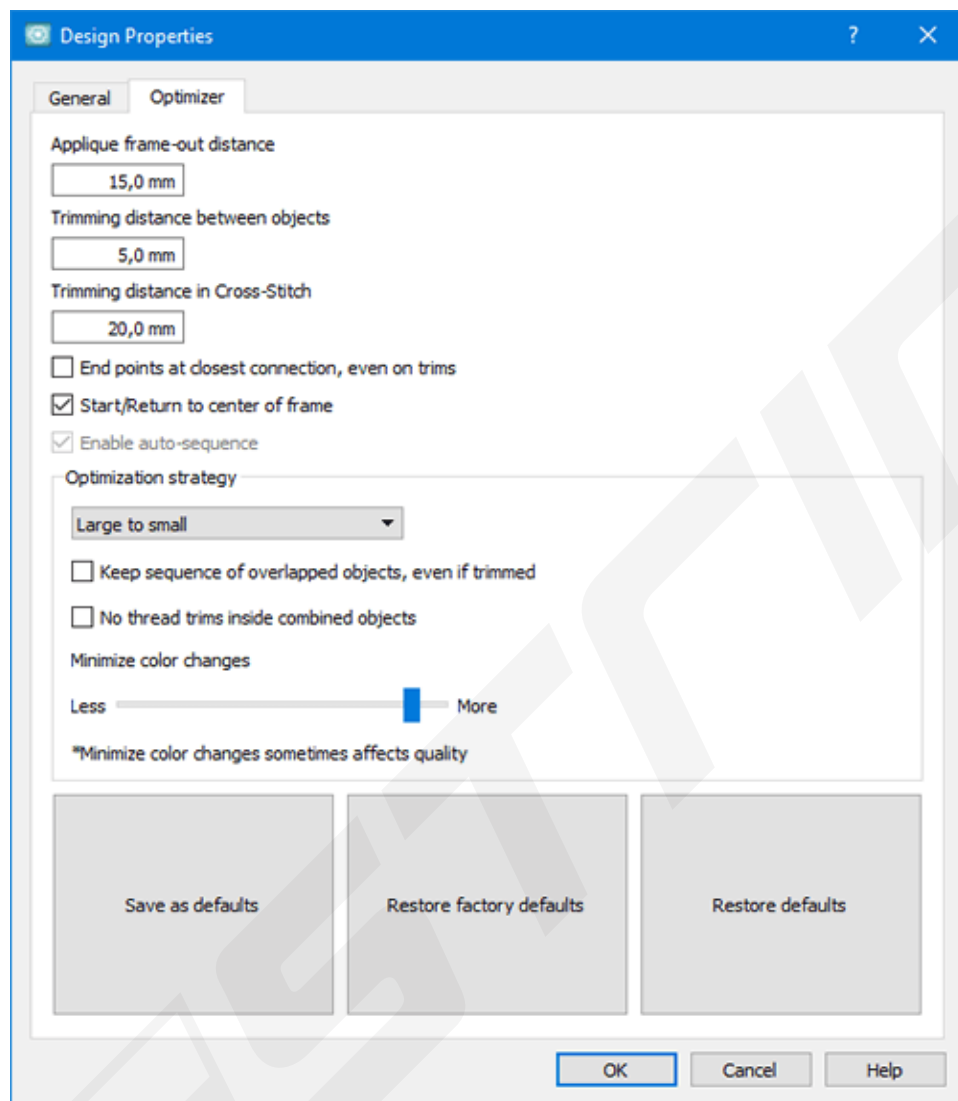 Design Properties ?
General Optimizer
Applique frame-out distance
15,0 mm
Trimming distance between objects
5,0 mm
Trimming distance in Cross-Stitch
20,0 mm
End points at closest connection, even on trims
Start/Return to center of frame
Enable auto-sequence
Optimization strategy
Large to small
Keep sequence of overlapped objects, even if trimmed
No thread trims inside combined objects
Minimize color changes
Less More
*Minimize color changes sometimes affects quality
Save as defaults Restore factory defaults Restore defaults
OK Cancel Help